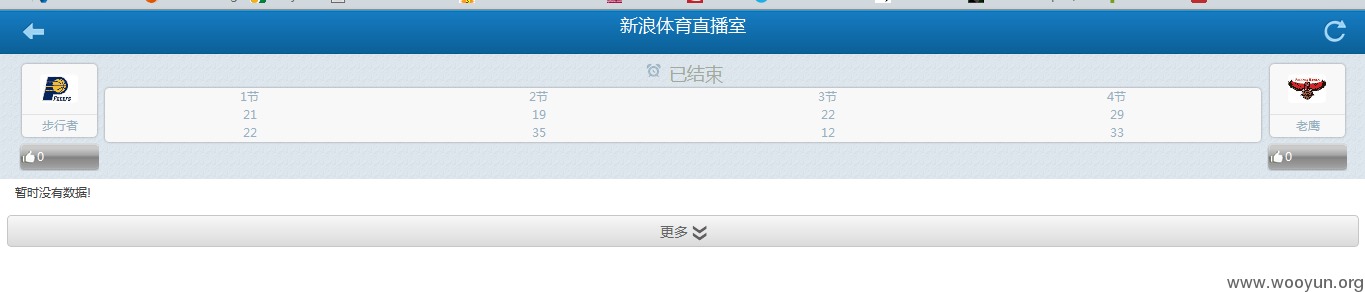 新浪体育直播室
已结束
PACERS
步行者
0
1节 2节 3节 4节
21 19 22 29
22 35 12 33
老鹰
0
暂时没有数据!
更多
www.wooyun.org